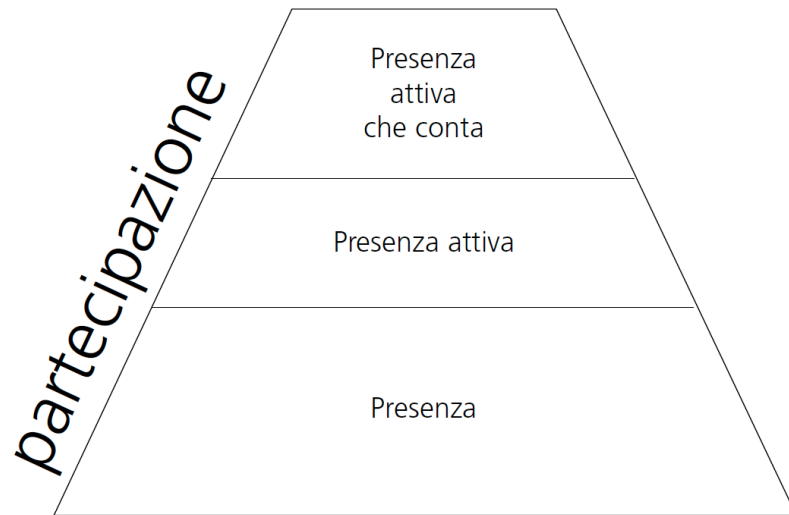 partecipazione
Presenza
attiva
che conta
Presenza attiva
Presenza